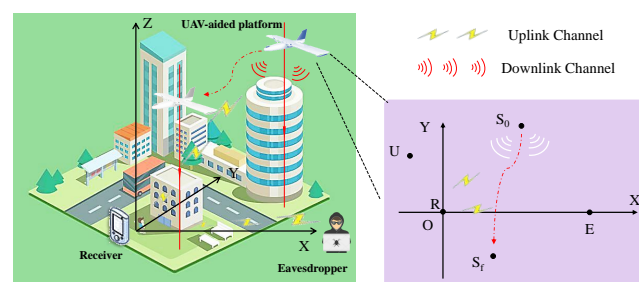 Z
UAV-aided platform
Y
X
Receiver
Eavesdropper
Uplink Channel
Downlink Channel
Y
S0
U
R
X
O
E
Sf